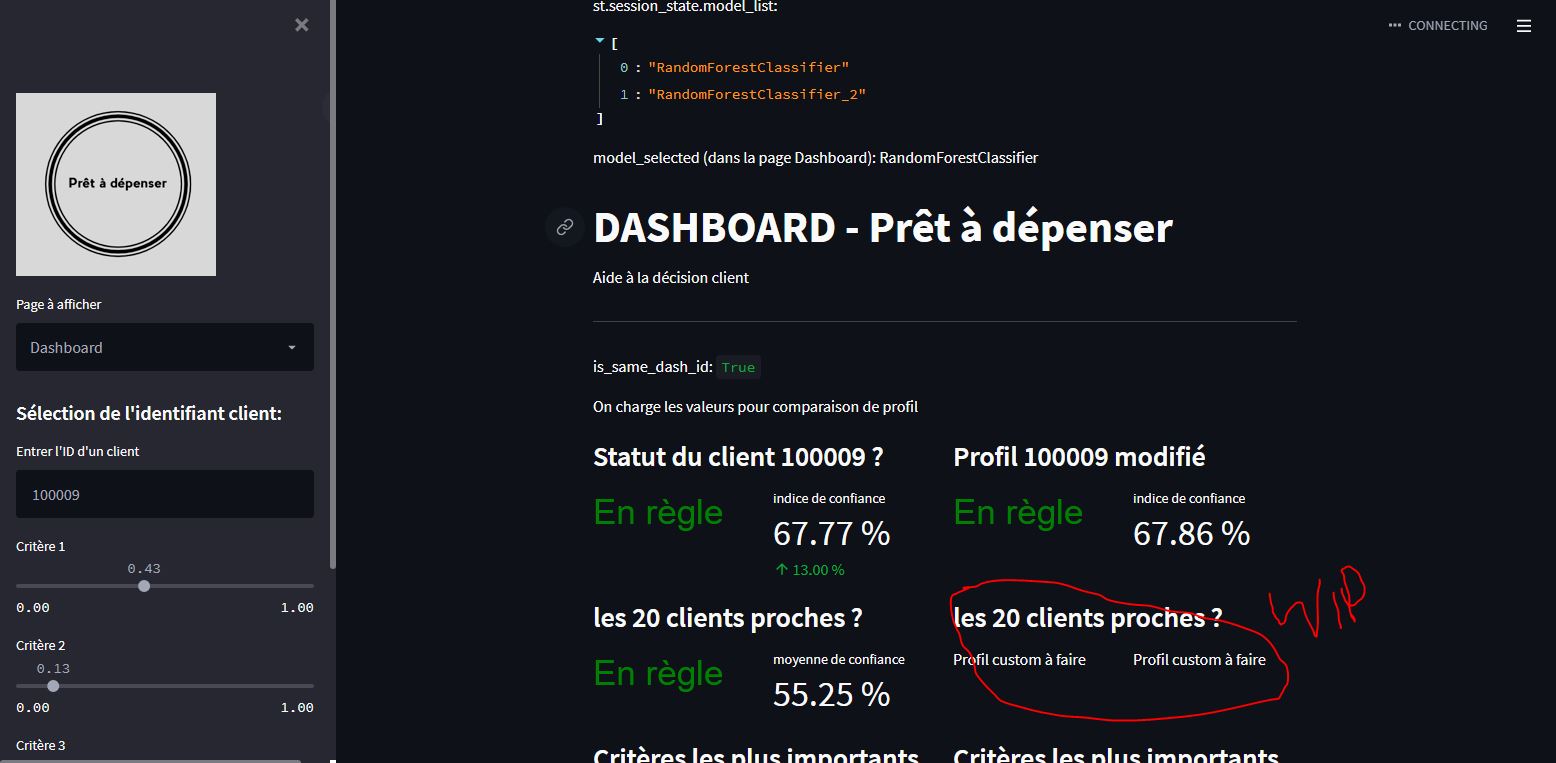 st.session_state.model_list:
CONNECTING
[
0 : "RandomForestClassifier"
1 : "RandomForestClassifier_2"
]
model_selected (dans la page Dashboard): RandomForestClassifier
Prêt à dépenser
DASHBOARD - Prêt à dépenser
Aide à la décision client
Page à afficher
Dashboard
Sélection de l'identifiant client:
Entrer l'ID d'un client
100009
Critère 1
0.43
0.00 1.00
Critère 2
0.13
0.00 1.00
Critère 3
is_same_dash_id: True
On charge les valeurs pour comparaison de profil
Statut du client 100009 ?
En règle
indice de confiance
67.77 %
↑ 13.00 %
Profil 100009 modifié
En règle
indice de confiance
67.86 %
les 20 clients proches ?
En règle
moyenne de confiance
55.25 %
les 20 clients proches ?
Profil custom à faire Profil custom à faire
WIP
Critères les plus importants
Critères les plus importants